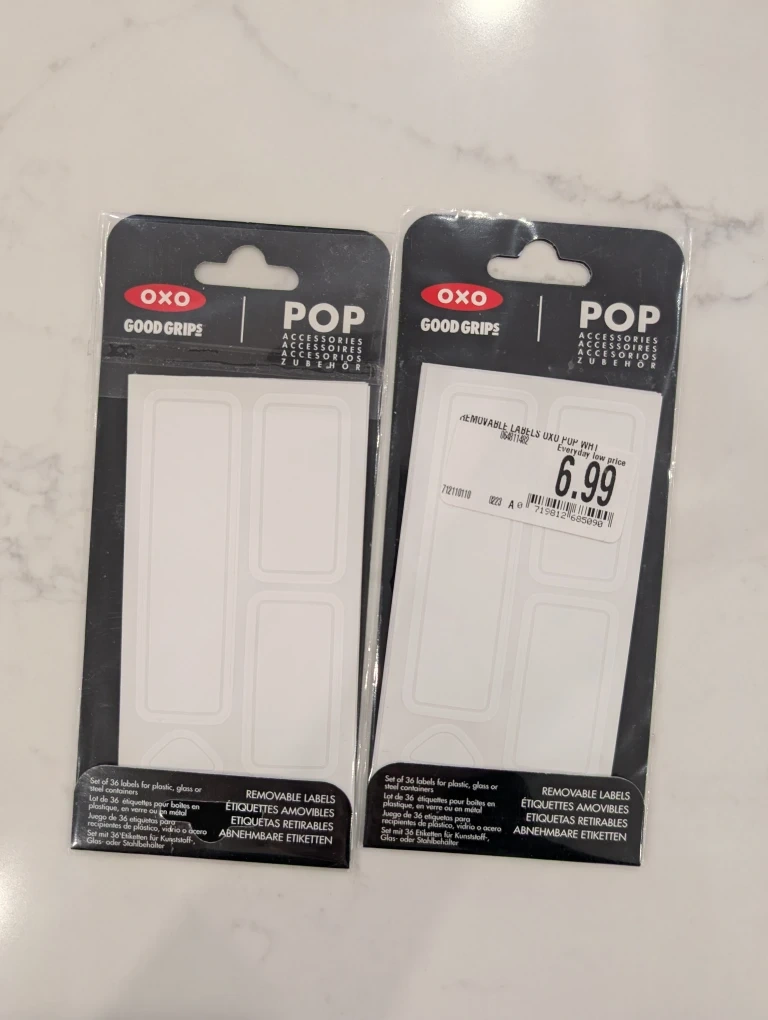 OXO
GOOD GRIPS
POP
ACCESSORIES
ACCESSOIRES
ACCESORIOS
ZUBEHÖR
Set of 36 labels for plastic, glass or
steel containers
Lot de 36 étiquettes pour boîtes en
plastique, en verre ou en métal
Juego de 36 etiquetas para
recipientes de plástico, vidrio o acero
Set mit 36 Etiketten für Kunststoff-,
Glas- oder Stahlbehälter
REMOVABLE LABELS
ÉTIQUETTES AMOVIBLES
ETIQUETAS RETIRABLES
ABNEHMBARE ETIKETTEN
OXO
GOOD GRIPS
POP
ACCESSORIES
ACCESSOIRES
ACCESORIOS
ZUBEHÖR
REMOVABLE LABELS OXO POP WHT
064811402
Everyday low price
6.99
712110110 0223 A 0 719812 685090
Set of 36 labels for plastic, glass or
steel containers
Lot de 36 étiquettes pour boîtes en
plastique, en verre ou en métal
Juego de 36 etiquetas para
recipientes de plástico, vidrio o acero
Set mit 36 Etiketten für Kunststoff-,
Glas- oder Stahlbehälter
REMOVABLE LABELS
ÉTIQUETTES AMOVIBLES
ETIQUETAS RETIRABLES
ABNEHMBARE ETIKETTEN